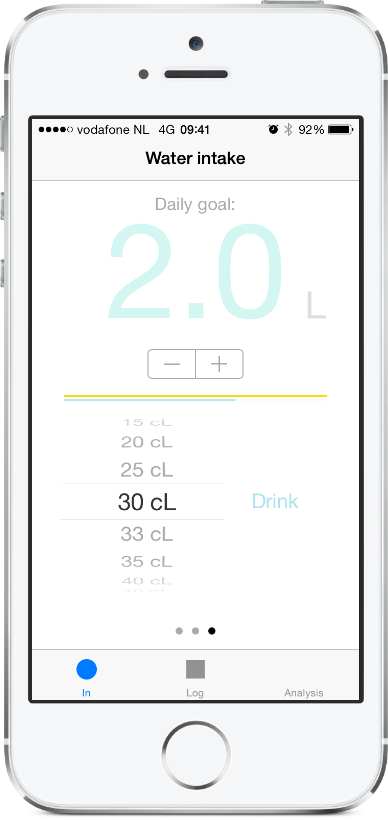 vodafone NL 4G 09:41 92%
Water intake
Daily goal:
2.0 L
− +
15 cL
20 cL
25 cL
30 cL Drink
33 cL
35 cL
40 cL
In Log Analysis